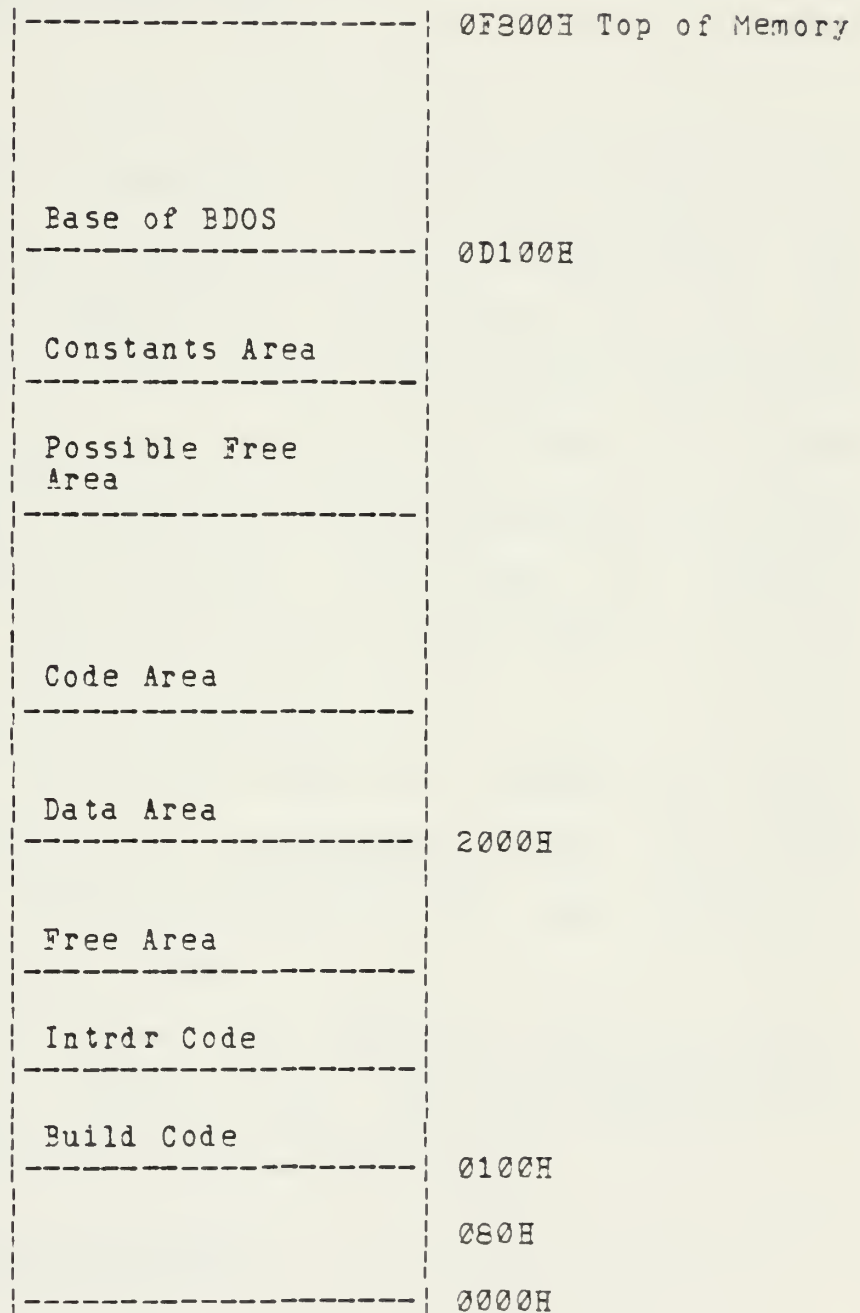 0F800H Top of Memory
Base of BDOS
0D100H
Constants Area
Possible Free
Area
Code Area
Data Area
2000H
Free Area
Intrdr Code
Build Code
0100H
080H
0000H